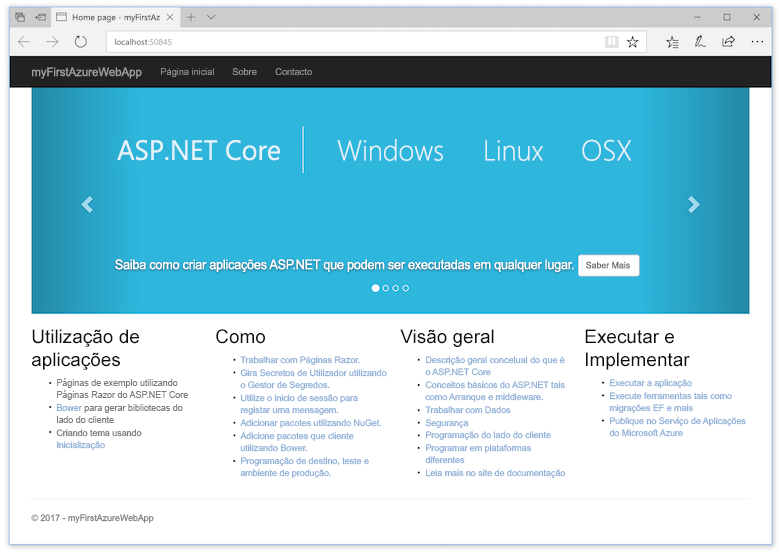 Home page - myFirstAz
localhost:50845
myFirstAzureWebApp Página inicial Sobre Contacto
ASP.NET Core Windows Linux OSX
Saiba como criar aplicações ASP.NET que podem ser executadas em qualquer lugar. Saber Mais
Utilização de
aplicações
Páginas de exemplo utilizando
Páginas Razor do ASP.NET Core
Bower para gerar bibliotecas do
lado do cliente
Criando tema usando
Inicialização
Como
Trabalhar com Páginas Razor.
Gira Secretos de Utilizador utilizando
o Gestor de Segredos.
Utilize o inicio de sessão para
registar uma mensagem.
Adicionar pacotes utilizando NuGet.
Adicione pacotes que cliente
utilizando Bower.
Programação de destino, teste e
ambiente de produção.
Visão geral
Descrição geral concetual do que é
o ASP.NET Core
Conceitos básicos do ASP.NET tais
como Arranque e middleware.
Trabalhar com Dados
Segurança
Programação do lado do cliente
Programar em plataformas
diferentes
Leia mais no site de documentação
Executar e
Implementar
Executar a aplicação
Execute ferramentas tais como
migrações EF e mais
Publique no Serviço de Aplicações
do Microsoft Azure
© 2017 - myFirstAzureWebApp